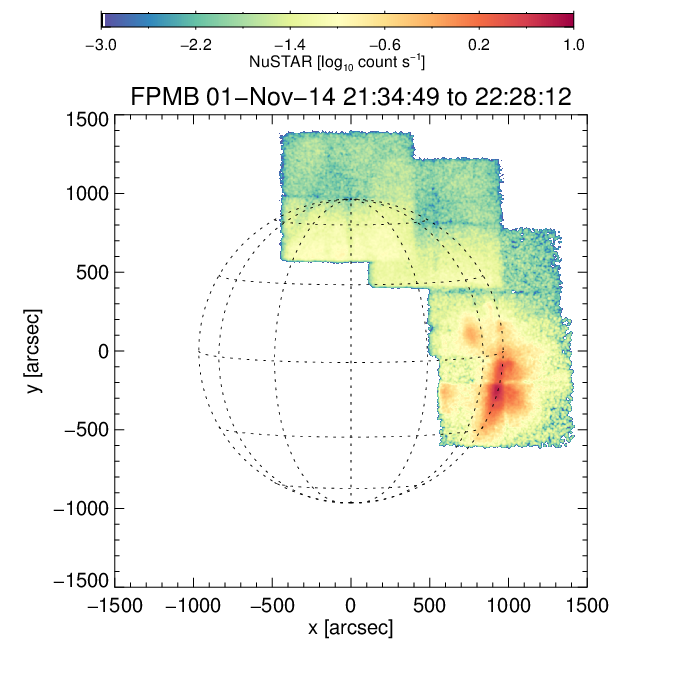 −3.0 −2.2 −1.4 −0.6 0.2 1.0
NuSTAR [log₁₀ count s⁻¹]
FPMB 01−Nov−14 21:34:49 to 22:28:12
1500
1000
500
0
−500
−1000
−1500
y [arcsec]
−1500 −1000 −500 0 500 1000 1500
x [arcsec]